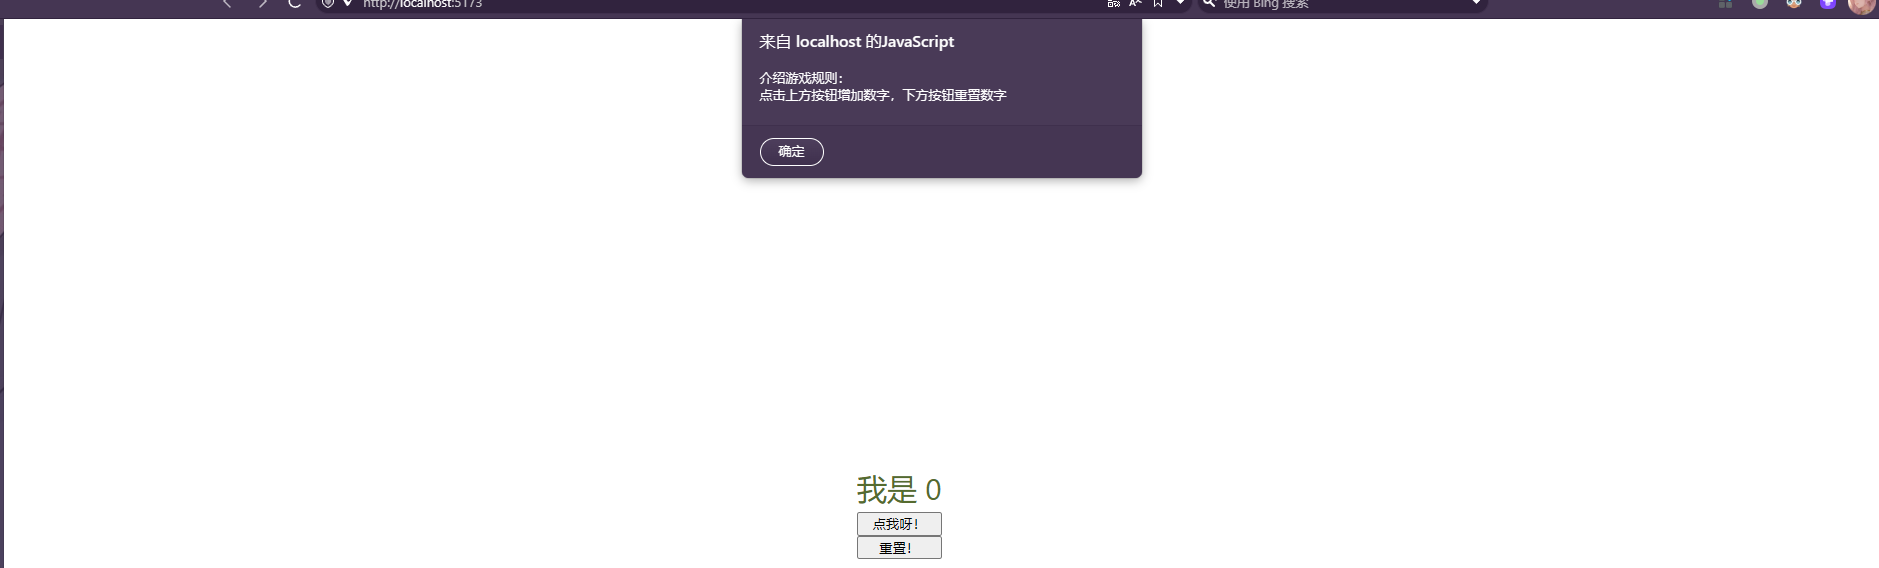 http://localhost:5173
使用 Bing 搜索
来自 localhost 的JavaScript
介绍游戏规则：
点击上方按钮增加数字，下方按钮重置数字
确定
我是 0
点我呀！
重置！